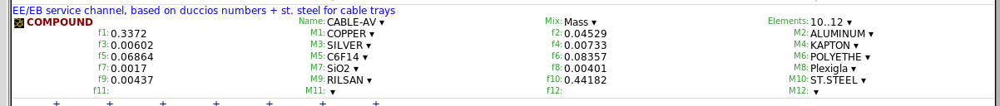 EE/EB service channel, based on duccios numbers + st. steel for cable trays
COMPOUND Name: CABLE-AV ▾ Mix: Mass ▾ Elements: 10..12 ▾
f1: 0.3372 M1: COPPER ▾ f2: 0.04529 M2: ALUMINUM ▾
f3: 0.00602 M3: SILVER ▾ f4: 0.00733 M4: KAPTON ▾
f5: 0.06864 M5: C6F14 ▾ f6: 0.08357 M6: POLYETHE ▾
f7: 0.0017 M7: SiO2 ▾ f8: 0.00401 M8: Plexigla ▾
f9: 0.00437 M9: RILSAN ▾ f10: 0.44182 M10: ST.STEEL ▾
f11: M11: ▾ f12: M12: ▾
+ + + + + + +